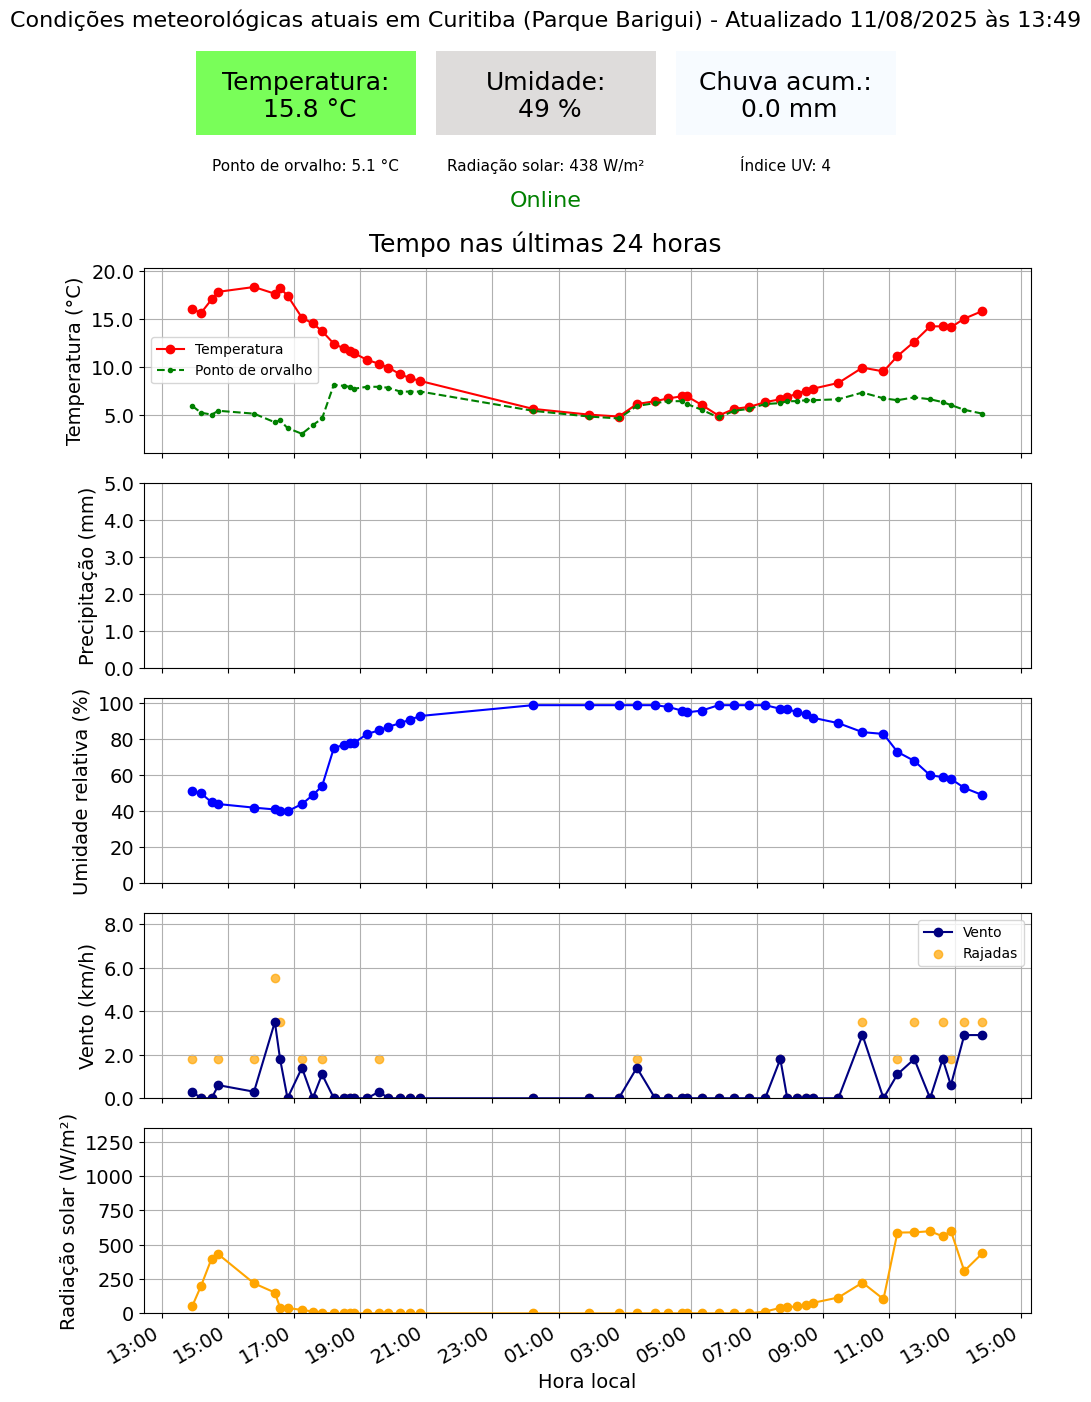 Condições meteorológicas atuais em Curitiba (Parque Barigui) - Atualizado 11/08/2025 às 13:49
Temperatura:
15.8 °C
Umidade:
49 %
Chuva acum.:
0.0 mm
Ponto de orvalho: 5.1 °C
Radiação solar: 438 W/m²
Índice UV: 4
Online
Tempo nas últimas 24 horas
Temperatura (°C)
20.0
15.0
10.0
5.0
Temperatura
Ponto de orvalho
Precipitação (mm)
5.0
4.0
3.0
2.0
1.0
0.0
Umidade relativa (%)
100
80
60
40
20
0
Vento (km/h)
8.0
6.0
4.0
2.0
0.0
Vento
Rajadas
Radiação solar (W/m²)
1250
1000
750
500
250
0
13:00
15:00
17:00
19:00
21:00
23:00
01:00
03:00
05:00
07:00
09:00
11:00
13:00
15:00
Hora local